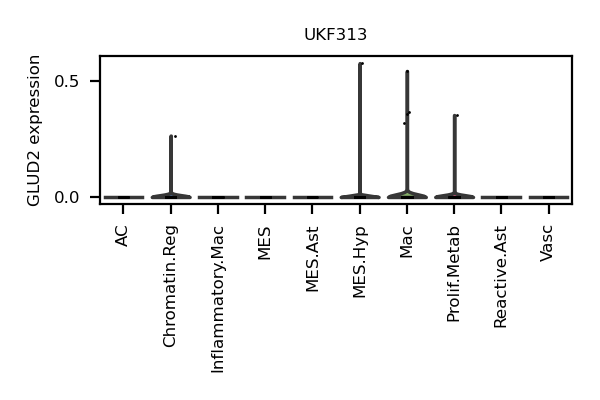 UKF313
GLUD2 expression
0.5
0.0
AC
Chromatin.Reg
Inflammatory.Mac
MES
MES.Ast
MES.Hyp
Mac
Prolif.Metab
Reactive.Ast
Vasc